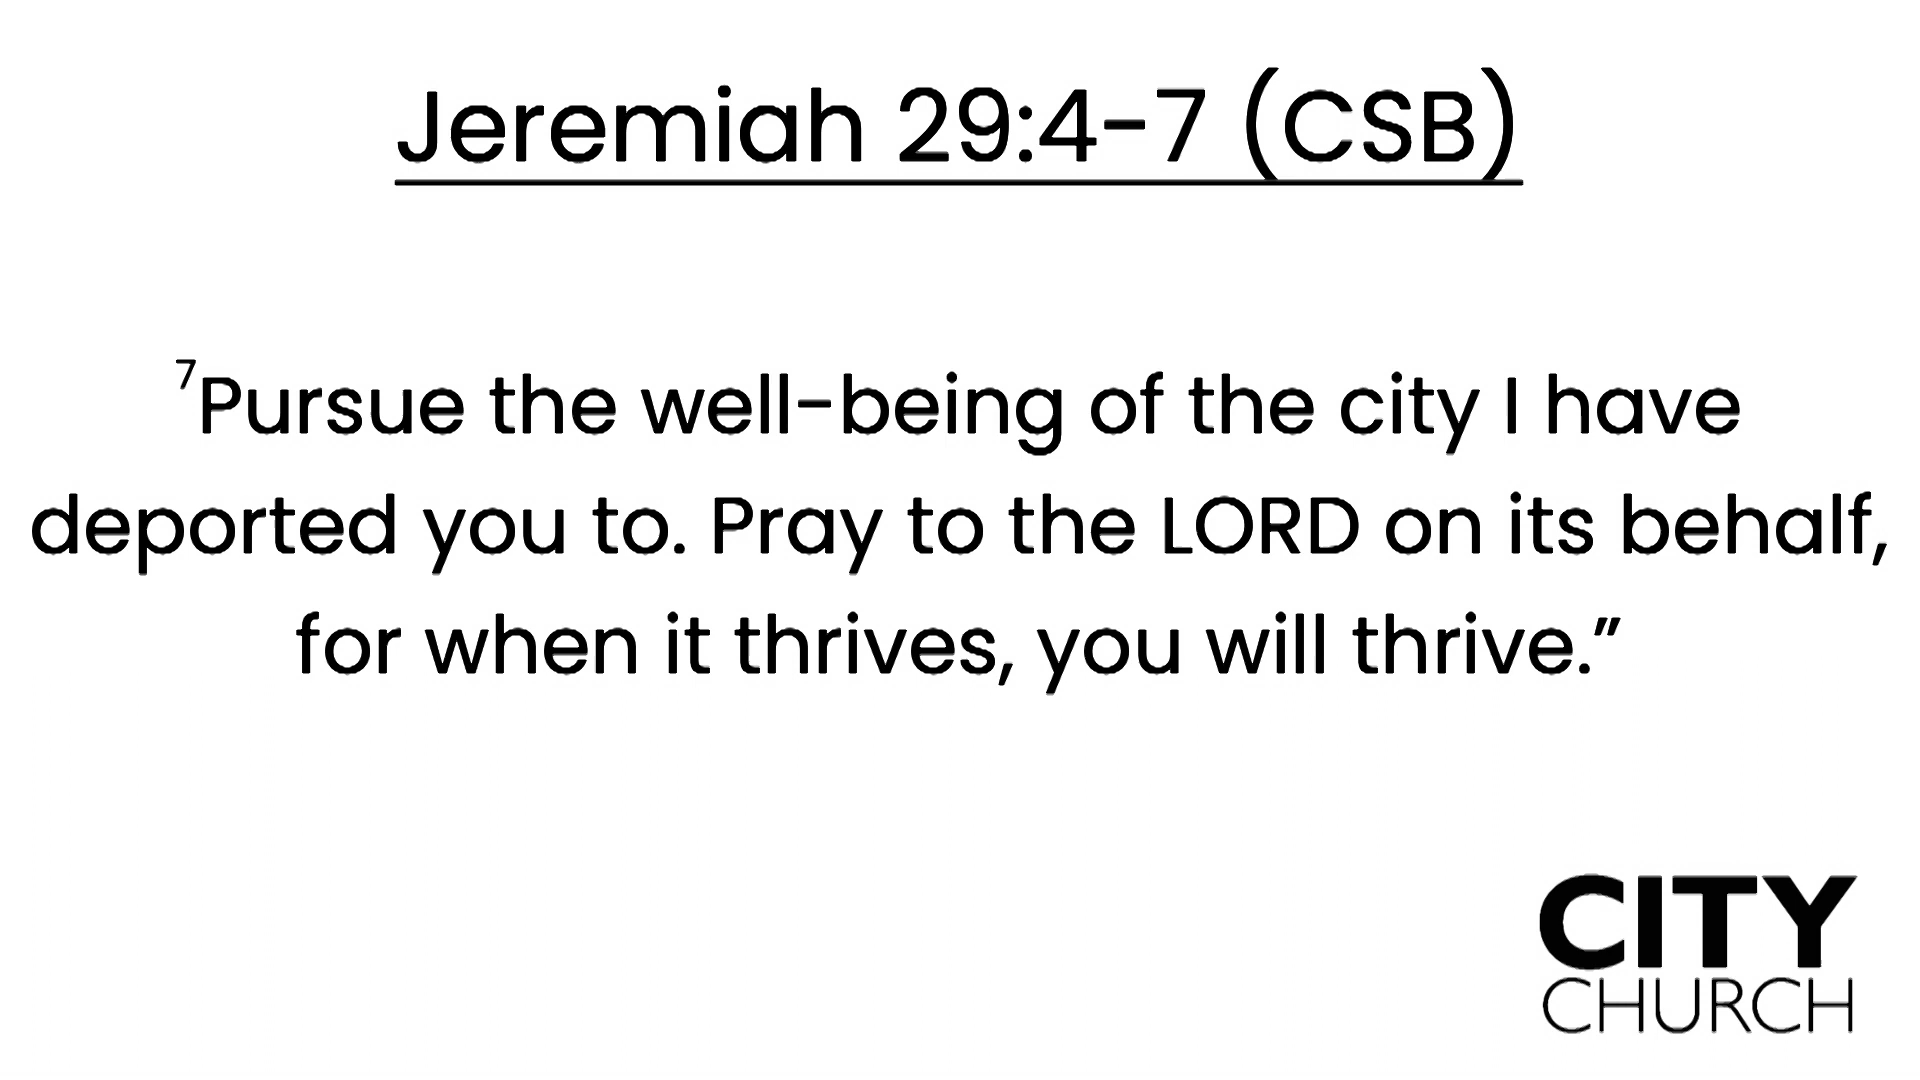 Jeremiah 29:4-7 (CSB)
⁷Pursue the well-being of the city I have
deported you to. Pray to the LORD on its behalf,
for when it thrives, you will thrive.”
CITY
CHURCH